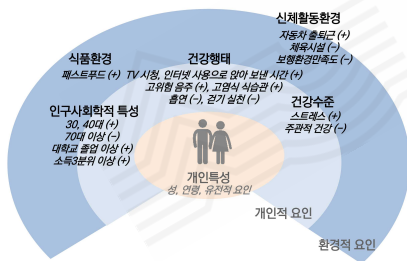 신체활동환경
자동차 출퇴근 (+)
체육시설 (–)
보행환경만족도 (–)
식품환경
패스트푸드 (+)
건강행태
TV 시청, 인터넷 사용으로 앉아 보낸 시간 (+)
고위험 음주 (+), 고염식 식습관 (+)
흡연 (–), 걷기 실천 (–)
인구사회학적 특성
30, 40대 (+)
70대 이상 (–)
대학교 졸업 이상 (+)
소득3분위 이상 (+)
건강수준
스트레스 (+)
주관적 건강 (–)
개인특성
성, 연령, 유전적 요인
개인적 요인
환경적 요인